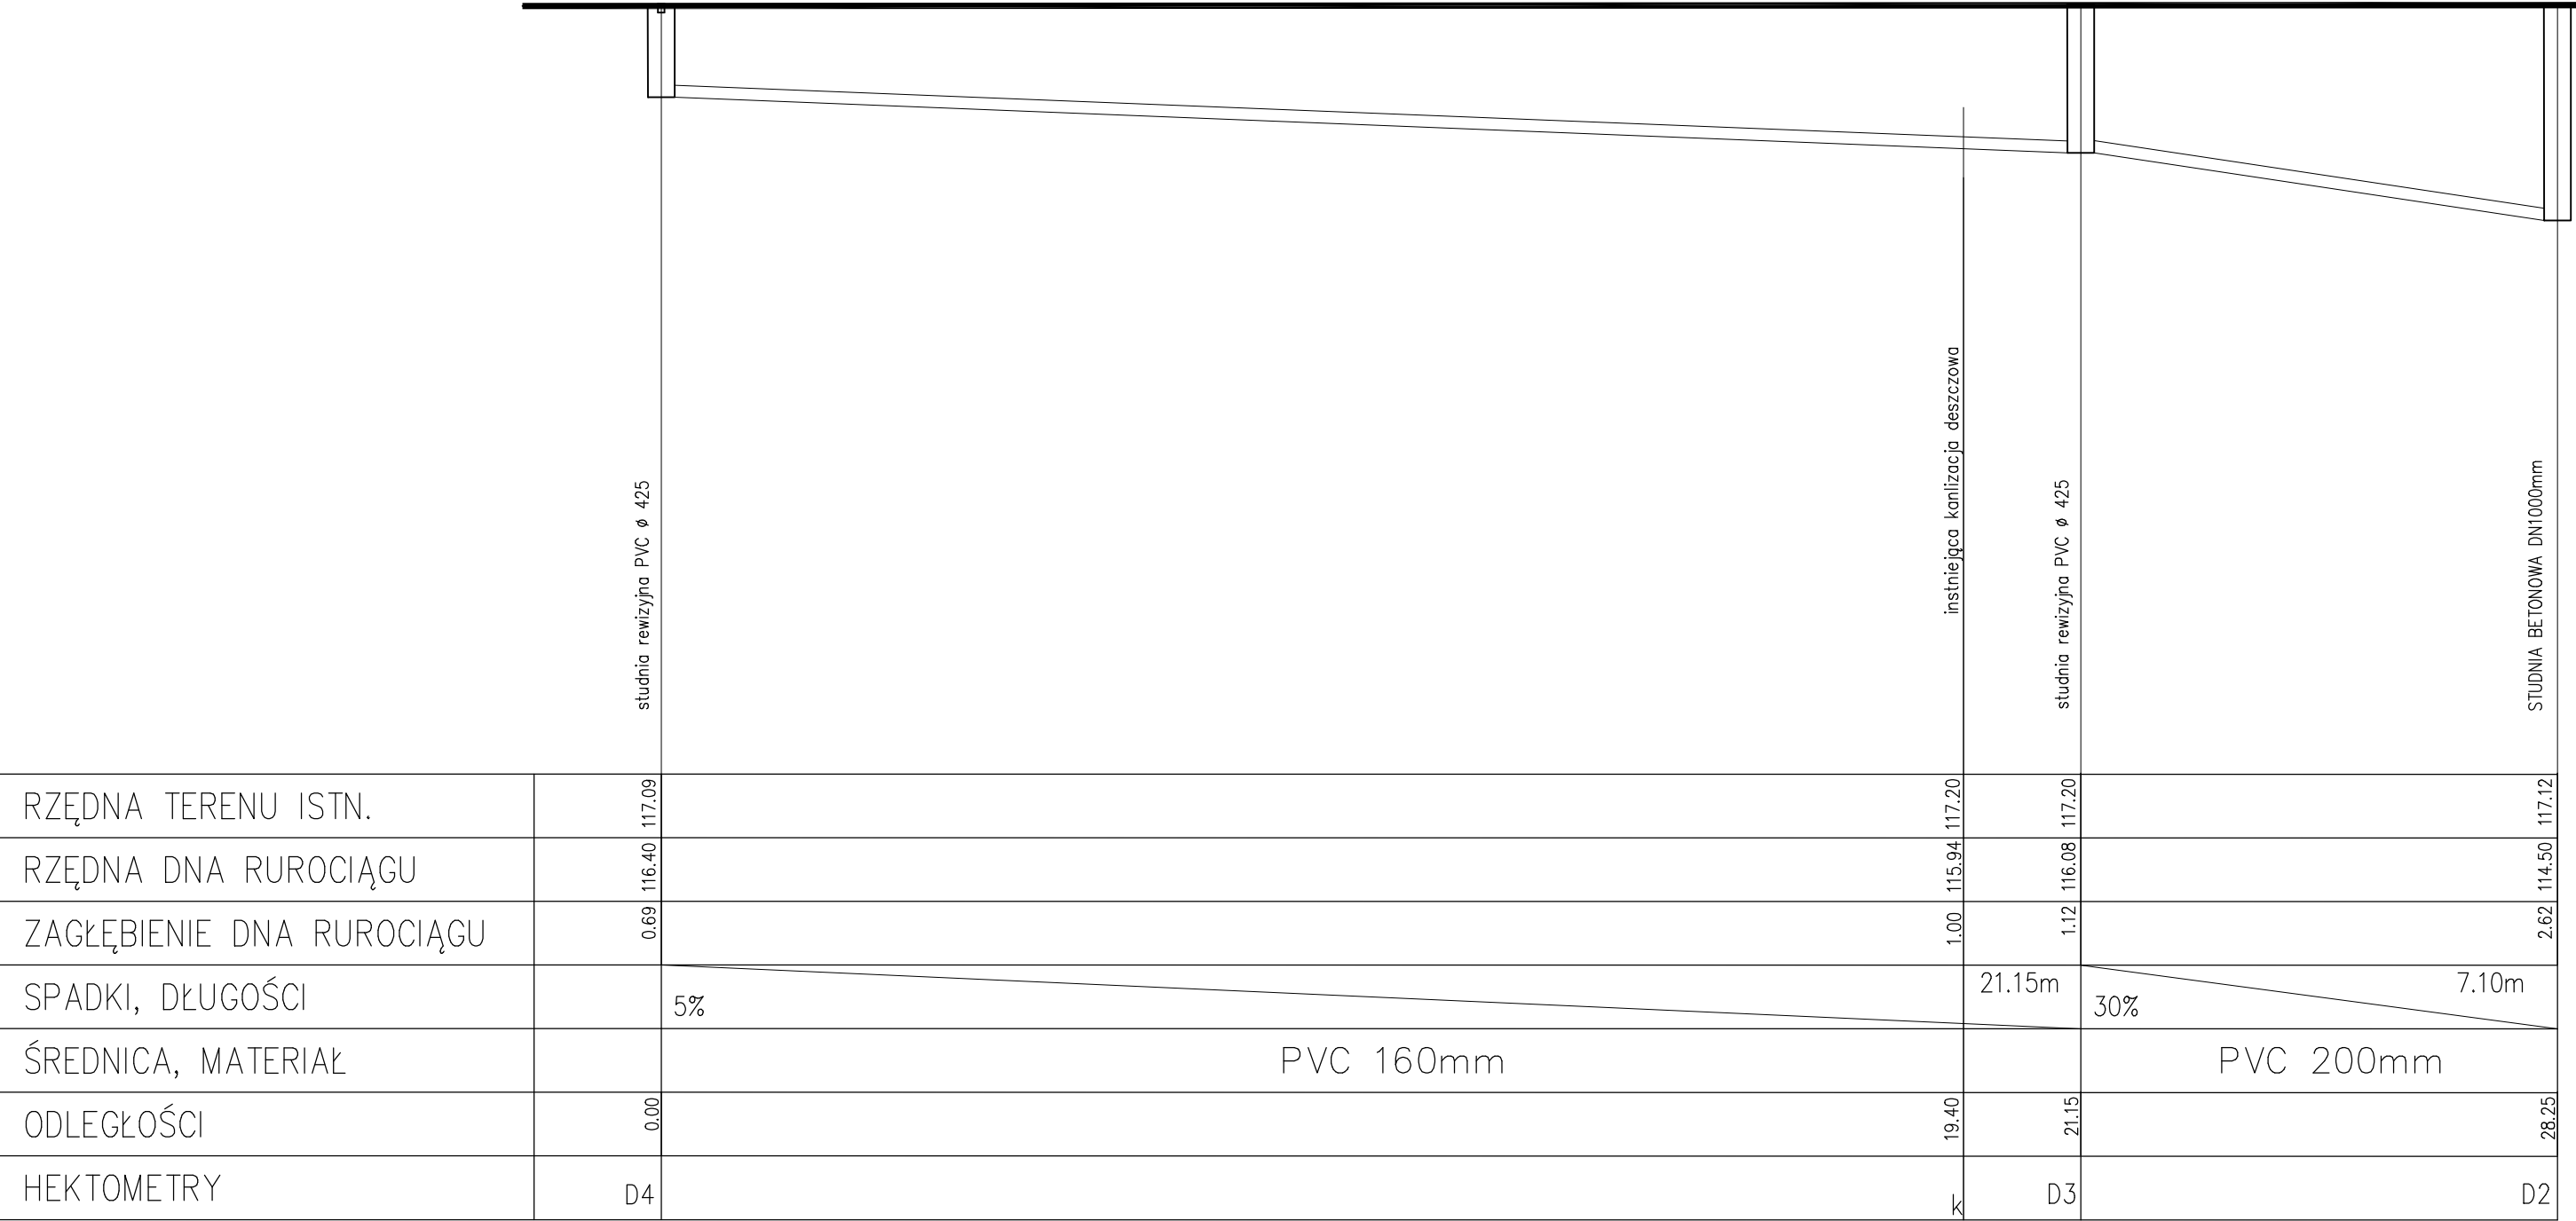 studnia rewizyjna PVC ø 425
instniejąca kanlizacja deszczowa
studnia rewizyjna PVC ø 425
STUDNIA BETONOWA DN1000mm
RZĘDNA TERENU ISTN. 117.09 117.20 117.20 117.12
RZĘDNA DNA RUROCIĄGU 116.40 115.94 116.08 114.50
ZAGŁĘBIENIE DNA RUROCIĄGU 0.69 1.00 1.12 2.62
SPADKI, DŁUGOŚCI 5% 21.15m 30% 7.10m
ŚREDNICA, MATERIAŁ PVC 160mm PVC 200mm
ODLEGŁOŚCI 0.00 19.40 21.15 28.25
HEKTOMETRY D4 k D3 D2